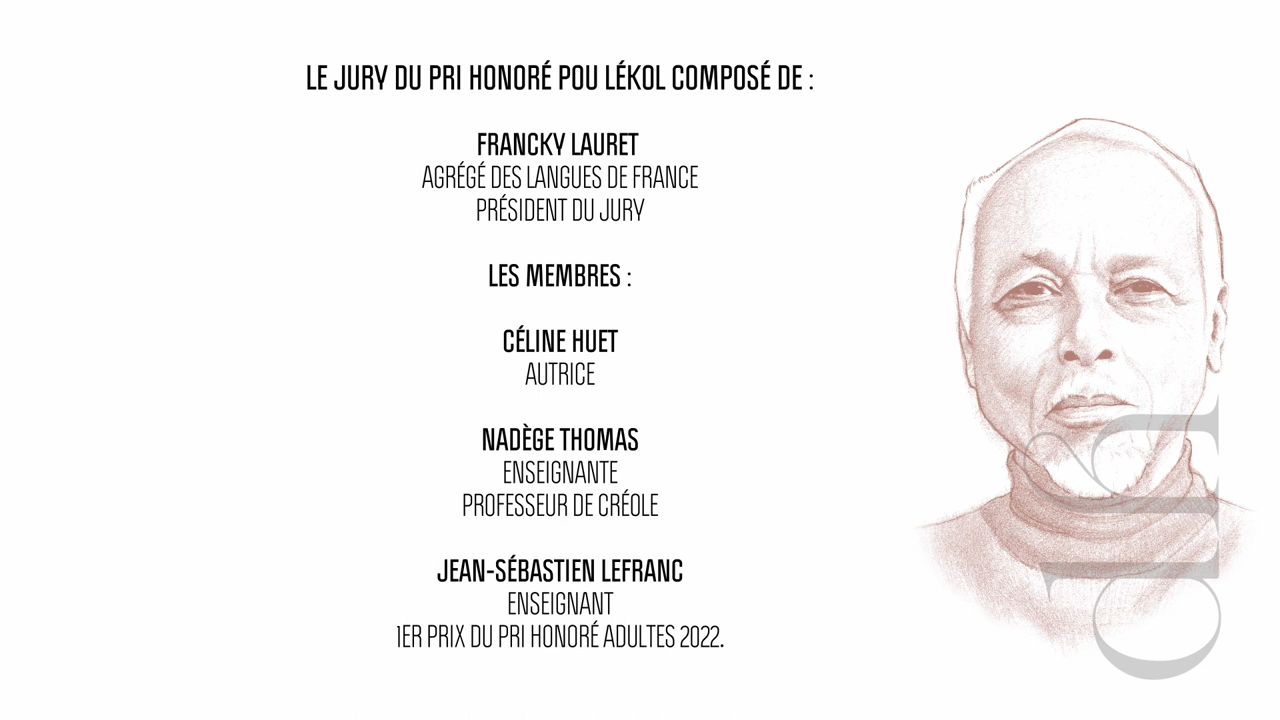 LE JURY DU PRI HONORÉ POU LÉKOL COMPOSÉ DE :
FRANCKY LAURET
AGRÉGÉ DES LANGUES DE FRANCE
PRÉSIDENT DU JURY
LES MEMBRES :
CÉLINE HUET
AUTRICE
NADÈGE THOMAS
ENSEIGNANTE
PROFESSEUR DE CRÉOLE
JEAN-SÉBASTIEN LEFRANC
ENSEIGNANT
1ER PRIX DU PRI HONORÉ ADULTES 2022.